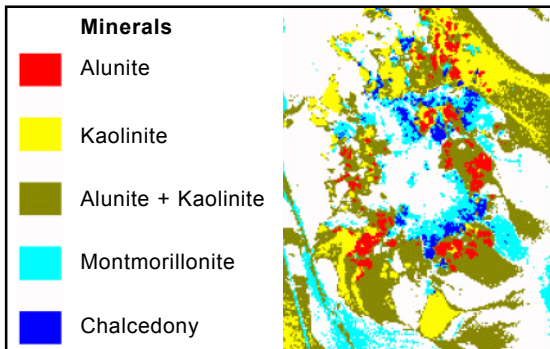 Minerals
Alunite
Kaolinite
Alunite + Kaolinite
Montmorillonite
Chalcedony